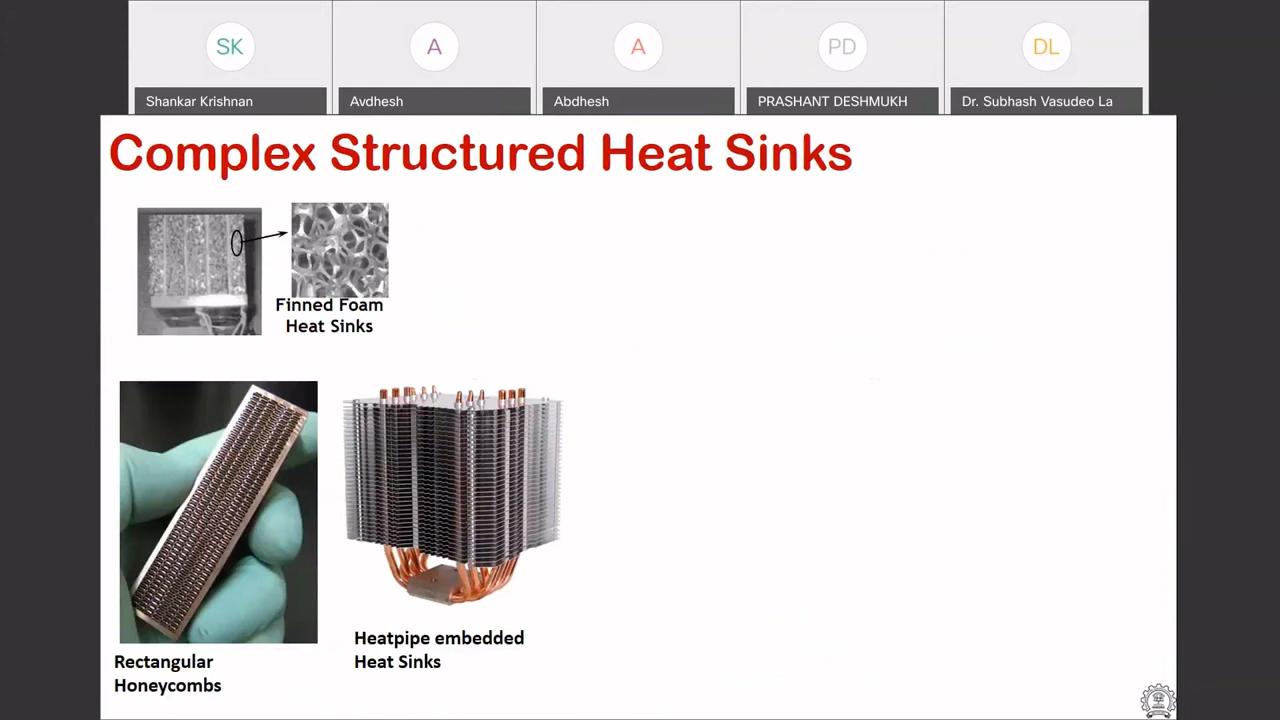 SK
A
A
PD
DL
Shankar Krishnan
Avdhesh
Abdhesh
PRASHANT DESHMUKH
Dr. Subhash Vasudeo La
Complex Structured Heat Sinks
Finned Foam
Heat Sinks
Rectangular
Honeycombs
Heatpipe embedded
Heat Sinks